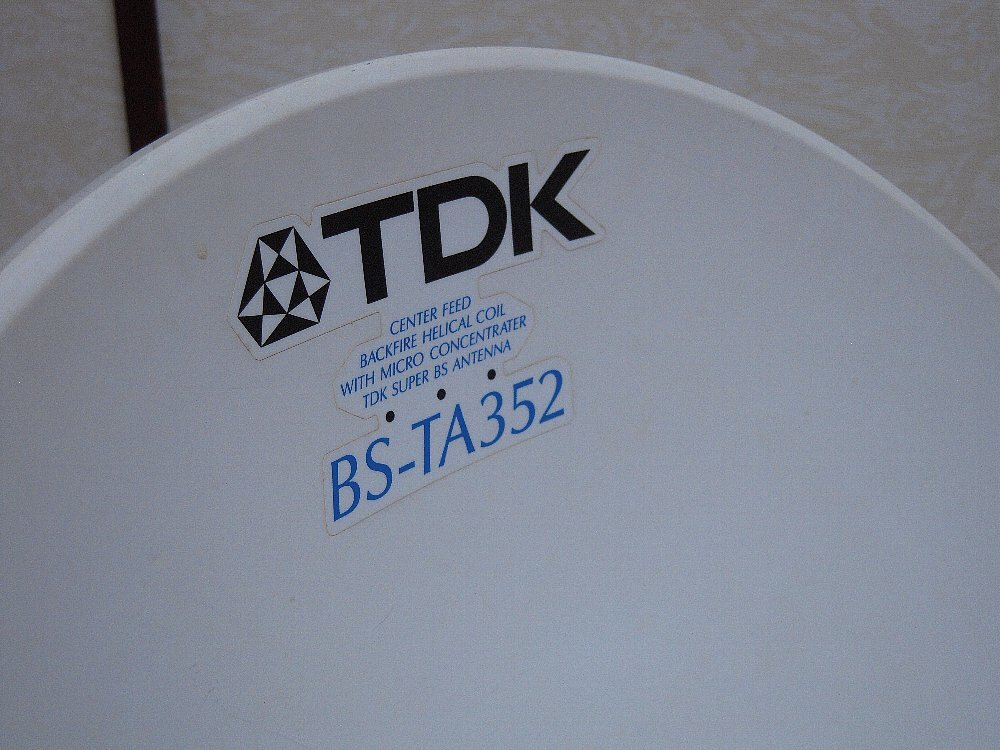 TDK
CENTER FEED
BACKFIRE HELICAL COIL
WITH MICRO CONCENTRATER
TDK SUPER BS ANTENNA
BS-TA352